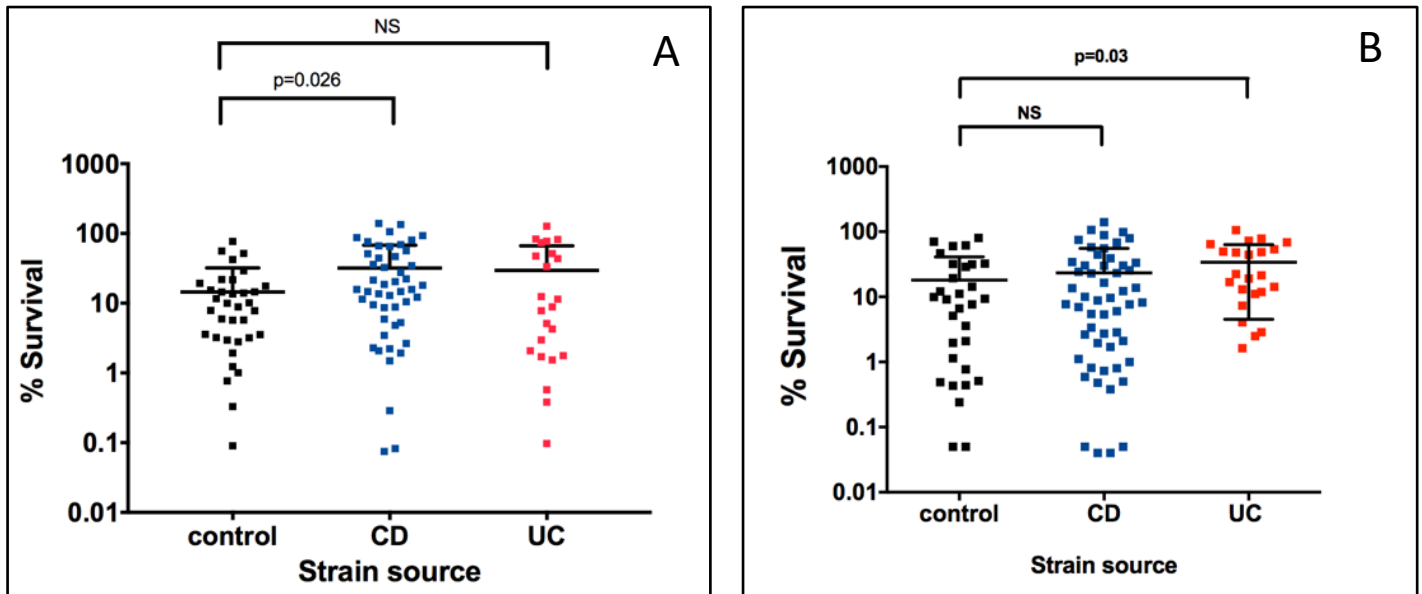 NS
A
p=0.026
1000
100
10
1
0.1
0.01
% Survival
control CD UC
Strain source
B
p=0.03
NS
1000
100
10
1
0.1
0.01
% Survival
control CD UC
Strain source